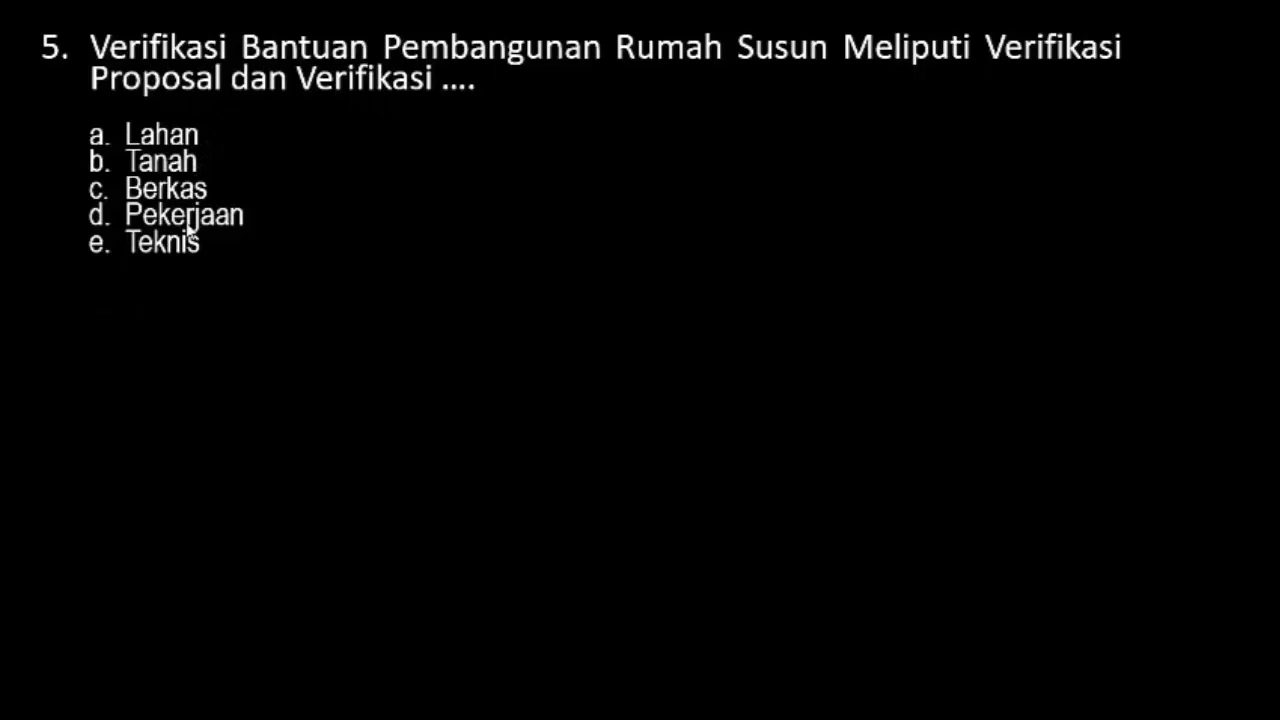 5. Verifikasi Bantuan Pembangunan Rumah Susun Meliputi Verifikasi
Proposal dan Verifikasi ....
a. Lahan
b. Tanah
c. Berkas
d. Pekerjaan
e. Teknis